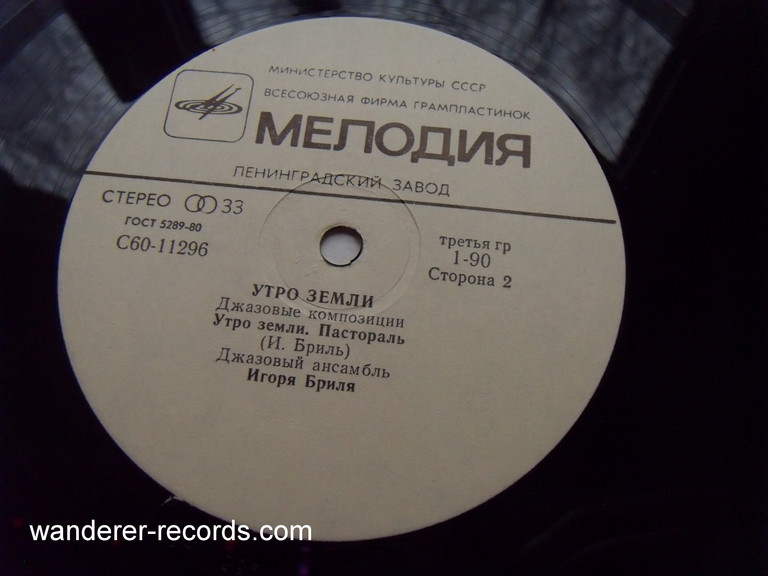 МИНИСТЕРСТВО КУЛЬТУРЫ СССР
ВСЕСОЮЗНАЯ ФИРМА ГРАМПЛАСТИНОК
МЕЛОДИЯ
ЛЕНИНГРАДСКИЙ ЗАВОД
СТЕРЕО 33
ГОСТ 5289-80
С60-11296
третья гр
1-90
Сторона 2
УТРО ЗЕМЛИ
Джазовые композиции
Утро земли. Пастораль
(И. Бриль)
Джазовый ансамбль
Игоря Бриля
wanderer-records.com